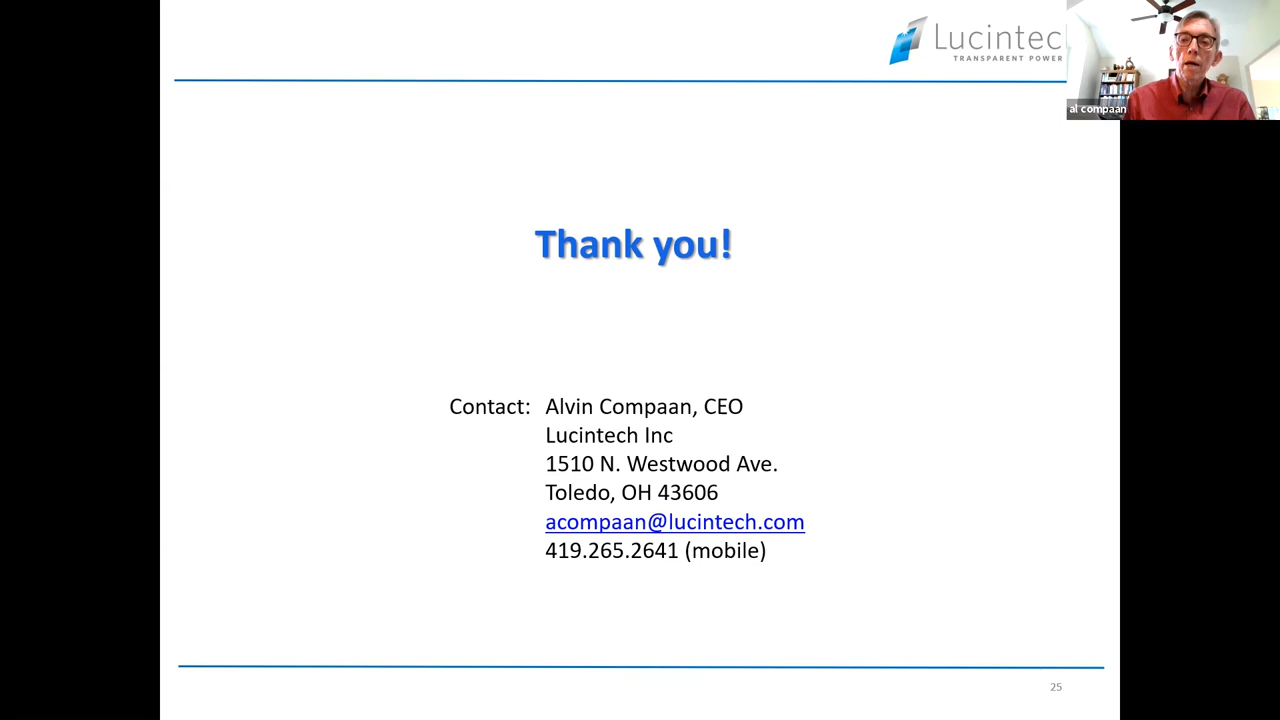 Lucintec
TRANSPARENT POWER
al compaan
Thank you!
Contact: Alvin Compaan, CEO
Lucintech Inc
1510 N. Westwood Ave.
Toledo, OH 43606
acompaan@lucintech.com
419.265.2641 (mobile)
25